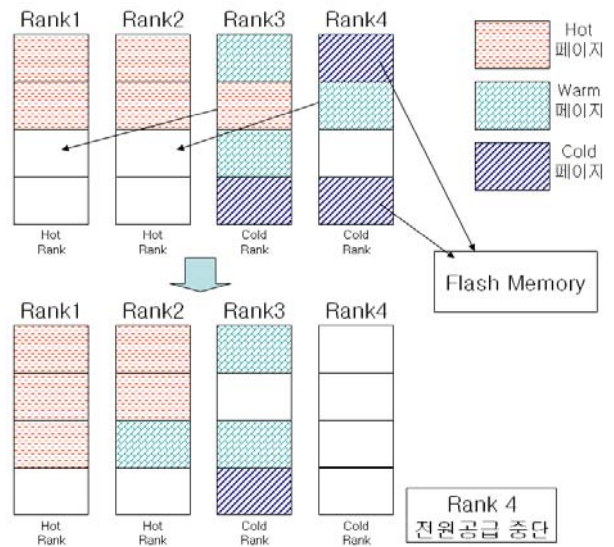 Rank1 Rank2 Rank3 Rank4
Hot
페이지
Warm
페이지
Cold
페이지
Hot
Rank
Hot
Rank
Cold
Rank
Cold
Rank
Flash Memory
Rank1 Rank2 Rank3 Rank4
Hot
Rank
Hot
Rank
Cold
Rank
Cold
Rank
Rank 4
전원공급 중단